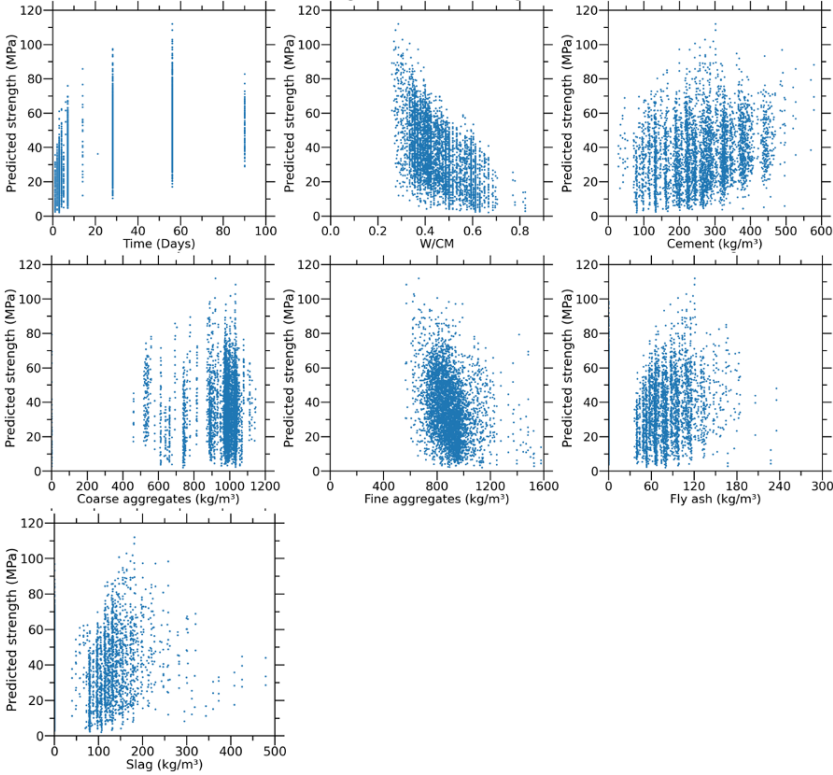 120
100
80
60
40
20
0
0 20 40 60 80 100
Predicted strength (MPa)
Time (Days)
120
100
80
60
40
20
0
0.0 0.2 0.4 0.6 0.8
Predicted strength (MPa)
W/CM
120
100
80
60
40
20
0
0 100 200 300 400 500 600
Predicted strength (MPa)
Cement (kg/m³)
120
100
80
60
40
20
0
0 200 400 600 800 1000 1200
Predicted strength (MPa)
Coarse aggregates (kg/m³)
120
100
80
60
40
20
0
0 400 800 1200 1600
Predicted strength (MPa)
Fine aggregates (kg/m³)
120
100
80
60
40
20
0
0 60 120 180 240 300
Predicted strength (MPa)
Fly ash (kg/m³)
120
100
80
60
40
20
0
0 100 200 300 400 500
Predicted strength (MPa)
Slag (kg/m³)